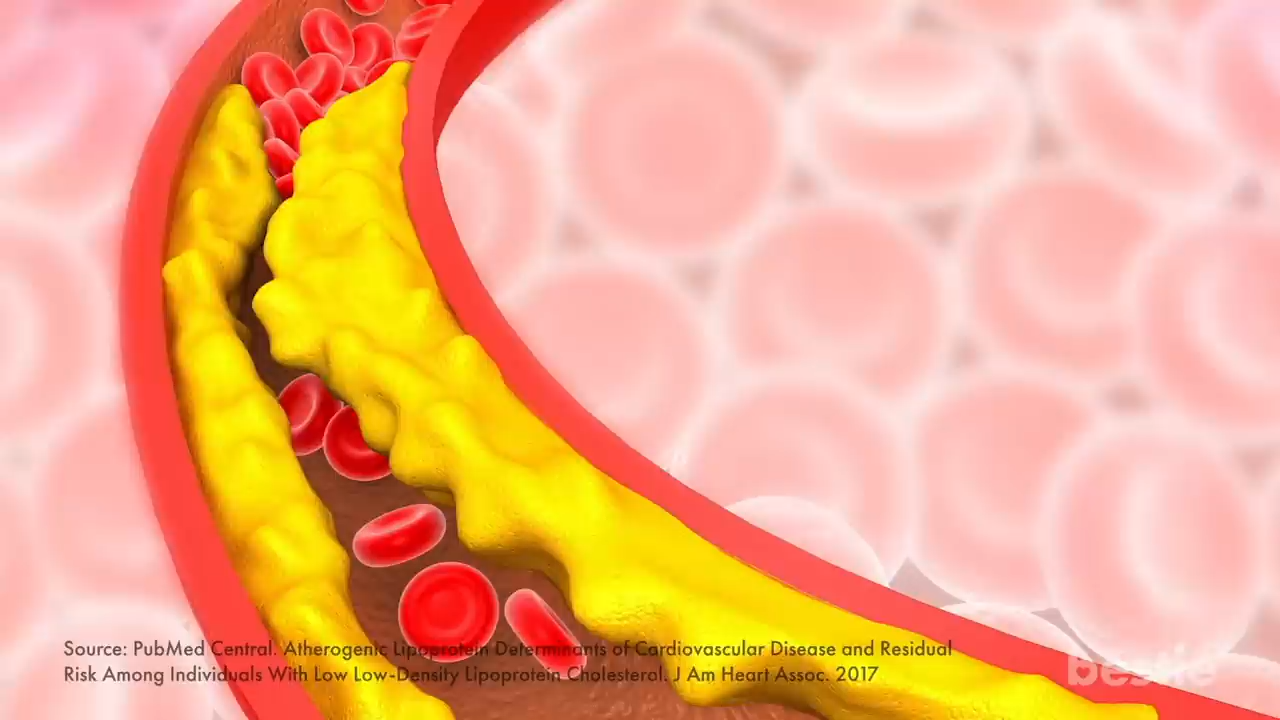 Source: PubMed Central. Atherogenic Lipoprotein Determinants of Cardiovascular Disease and Residual
Risk Among Individuals With Low Low-Density Lipoprotein Cholesterol. J Am Heart Assoc. 2017
bestie